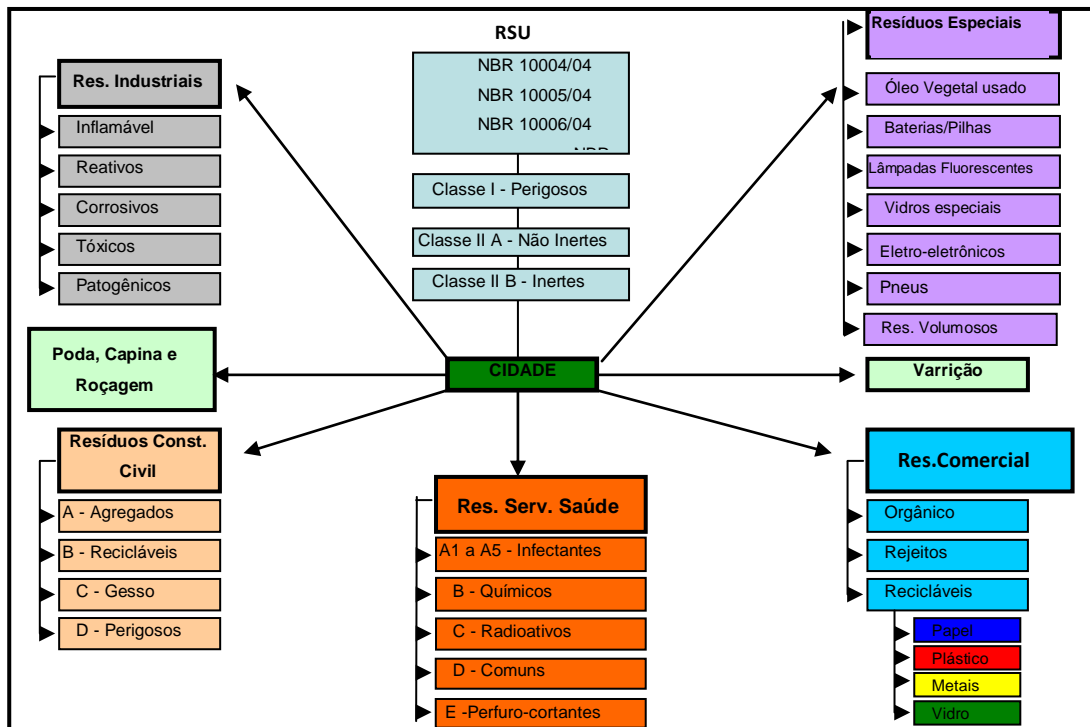 RSU
NBR 10004/04
NBR 10005/04
NBR 10006/04
Classe I - Perigosos
Classe II A - Não Inertes
Classe II B - Inertes
Res. Industriais
Inflamável
Reativos
Corrosivos
Tóxicos
Patogênicos
Resíduos Especiais
Óleo Vegetal usado
Baterias/Pilhas
Lâmpadas Fluorescentes
Vidros especiais
Eletro-eletrônicos
Pneus
Res. Volumosos
Poda, Capina e
Roçagem
CIDADE
Varrição
Resíduos Const.
Civil
A - Agregados
B - Recicláveis
C - Gesso
D - Perigosos
Res. Serv. Saúde
A1 a A5 - Infectantes
B - Químicos
C - Radioativos
D - Comuns
E -Perfuro-cortantes
Res.Comercial
Orgânico
Rejeitos
Recicláveis
Papel
Plástico
Metais
Vidro